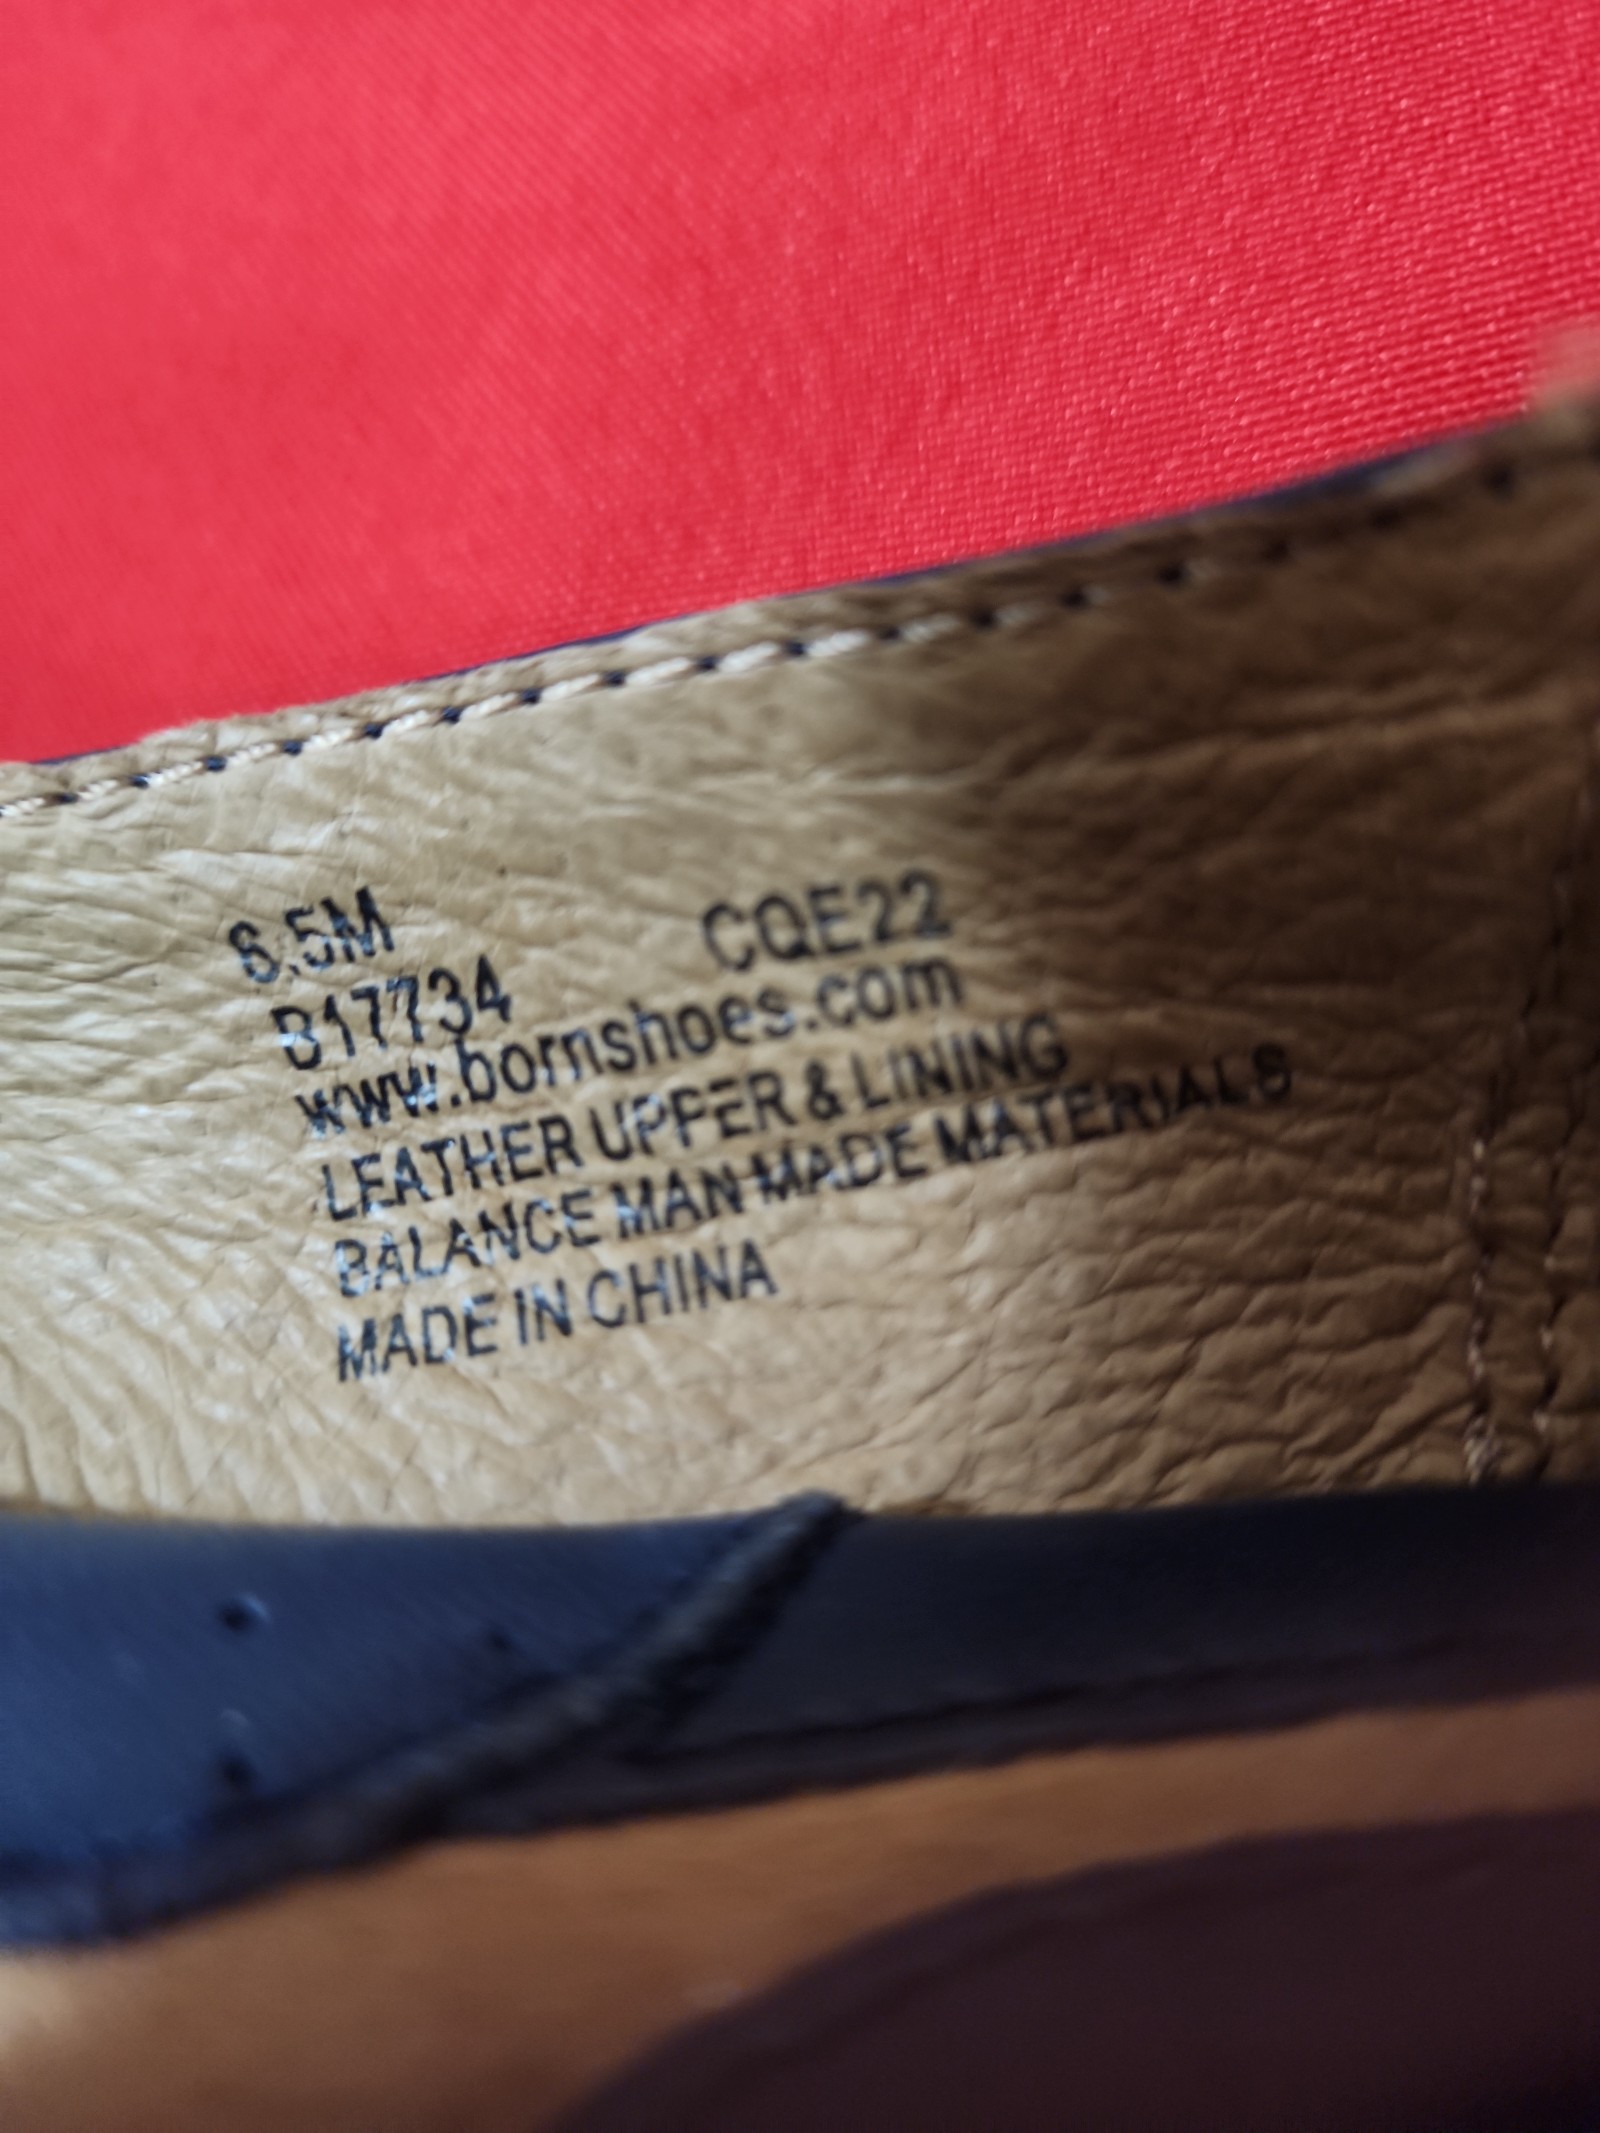 6.5M CQE22
B17734
www.bornshoes.com
LEATHER UPPER & LINING
BALANCE MAN-MADE MATERIALS
MADE IN CHINA